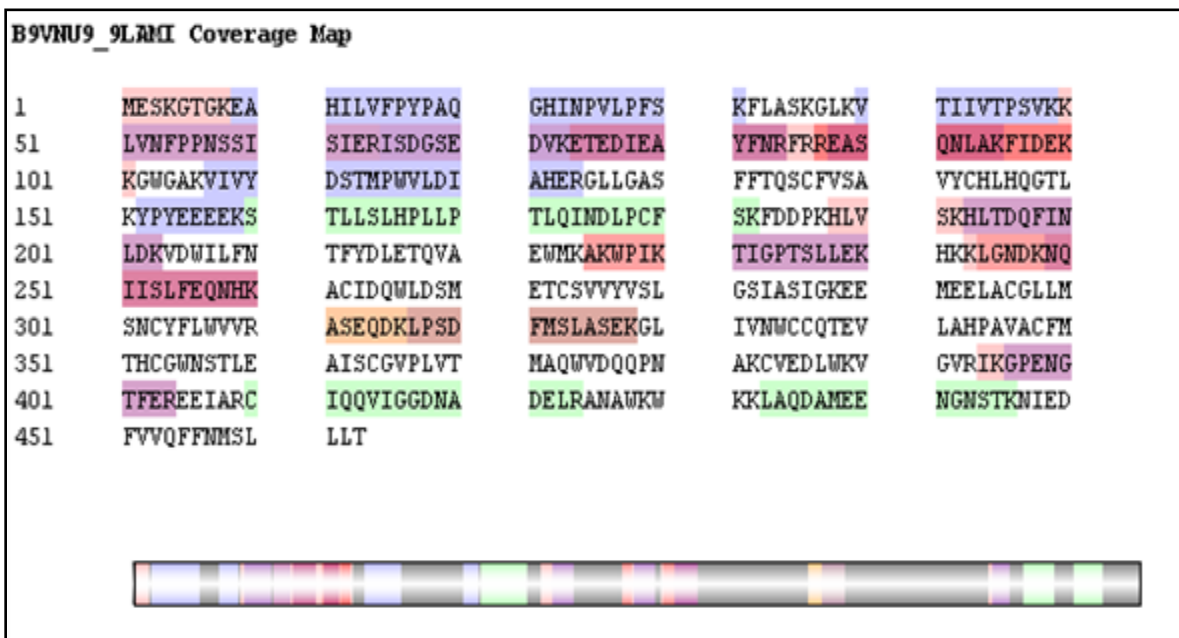 B9VNU9_9LAMI Coverage Map
1 MESKGTGKEA HILVFPYPAQ GHINPVLPFS KFLASKGLKV TIIVTPSVKK
51 LVNFPPNSSI SIERISDGSE DVKETEDIEA YFNRFRREAS QNLAKFIDEK
101 KGWGAKVIVY DSTMPWVLDI AHERGLLGAS FFTQSCFVSA VYCHLHQGTL
151 KYPYEEEEKS TLLSLHPLLP TLQINDLPCF SKFDDPKHLV SKHLTDQFIN
201 LDKVDWILFN TFYDLETQVA EWMKAKWPIK TIGPTSLLEK HKKLGNDKNQ
251 IISLFEQNHK ACIDQWLDSM ETCSVVYVSL GSIASIGKEE MEELACGLLM
301 SNCYFLWVVR ASEQDKLPSD FMSLASEKGL IVNWCCQTEV LAHPAVACFM
351 THCGWNSTLE AISCGVPLVT MAQWVDQQPN AKCVEDLWKV GVRIKGPENG
401 TFEREEIARC IQQVIGGDNA DELRANAWKW KKLAQDAMEE NGNSTKNIED
451 FVVQFFNMSL LLT